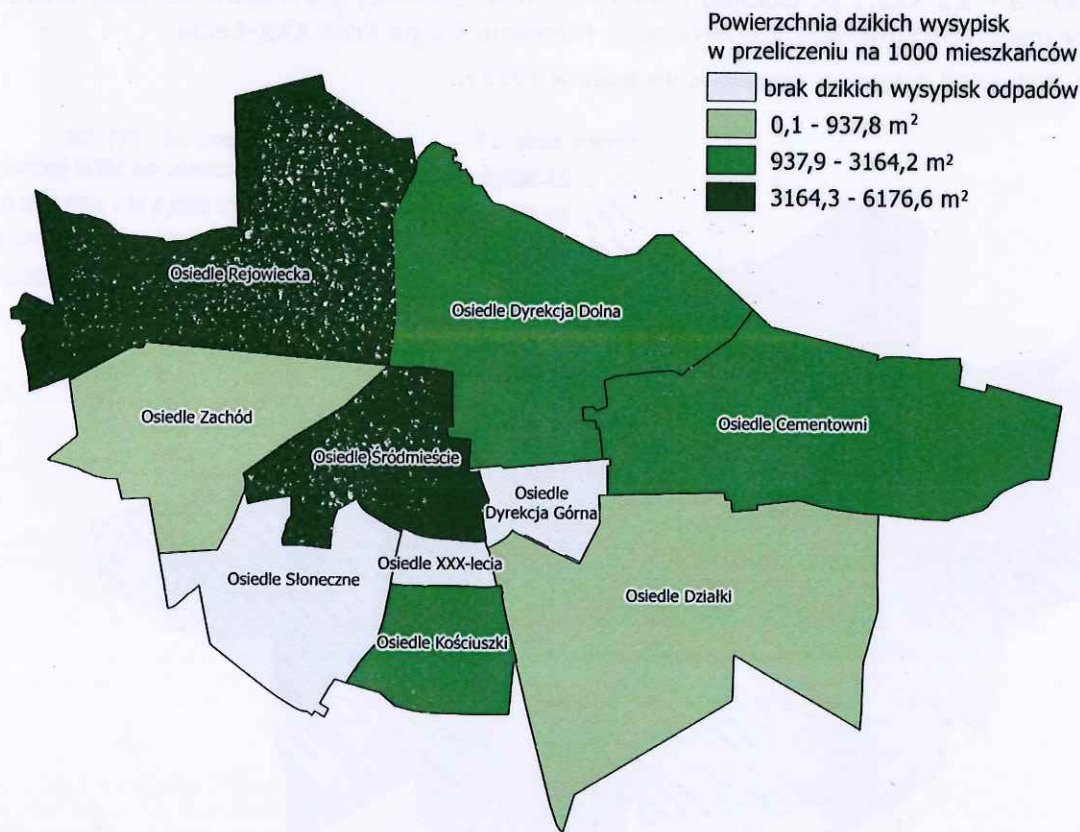 Powierzchnia dzikich wysypisk
w przeliczeniu na 1000 mieszkańców
brak dzikich wysypisk odpadów
0,1 - 937,8 m²
937,9 - 3164,2 m²
3164,3 - 6176,6 m²
Osiedle Rejowiecka
Osiedle Dyrekcja Dolna
Osiedle Zachód
Osiedle Cementowni
Osiedle Śródmieście
Osiedle
Dyrekcja Górna
Osiedle XXX-lecia
Osiedle Słoneczne
Osiedle Działki
Osiedle Kościuszki